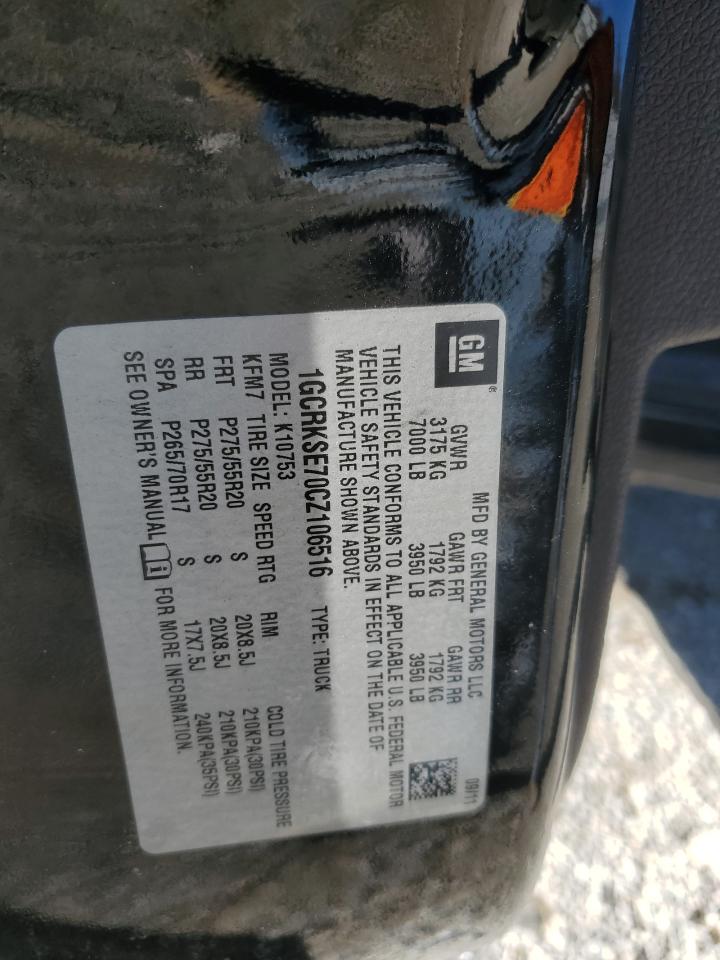 GM ®
MFD BY GENERAL MOTORS LLC 09/11
GVWR GAWR FRT GAWR RR
3175 KG 1792 KG 1792 KG
7000 LB 3950 LB 3950 LB
THIS VEHICLE CONFORMS TO ALL APPLICABLE U.S. FEDERAL MOTOR
VEHICLE SAFETY STANDARDS IN EFFECT ON THE DATE OF
MANUFACTURE SHOWN ABOVE.
1GCRKSE70CZ106516 TYPE: TRUCK
MODEL: K10753
KFM7 TIRE SIZE SPEED RTG RIM COLD TIRE PRESSURE
FRT P275/55R20 S 20X8.5J 210KPA(30PSI)
RR P275/55R20 S 20X8.5J 210KPA(30PSI)
SPA P265/70R17 S 17X7.5J 240KPA(35PSI)
SEE OWNER'S MANUAL i FOR MORE INFORMATION.